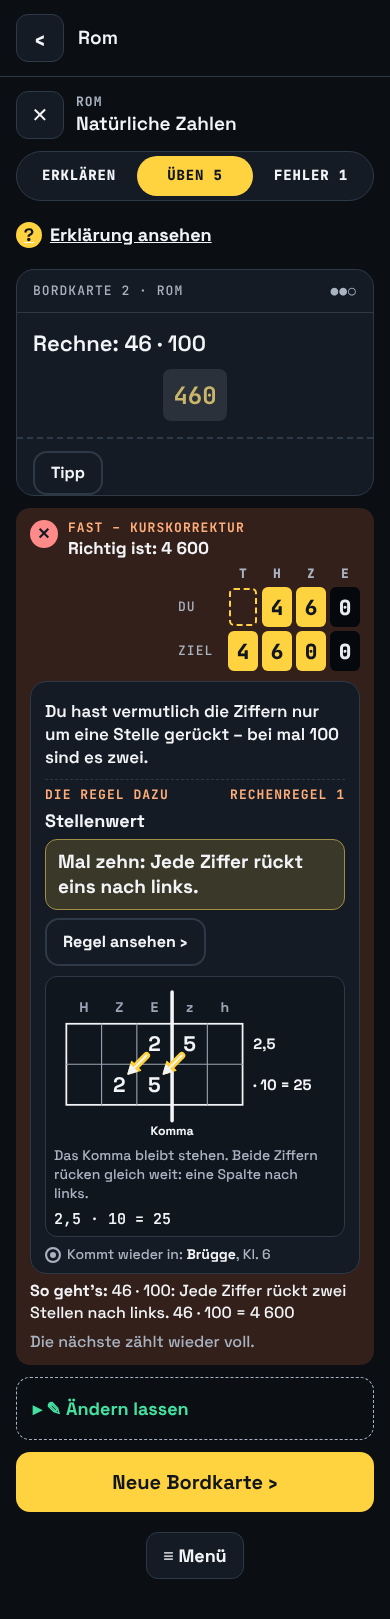 ‹ Rom
✕ ROM
Natürliche Zahlen
ERKLÄREN ÜBEN 5 FEHLER 1
? Erklärung ansehen
BORDKARTE 2 · ROM ●●○
Rechne: 46 · 100
460
Tipp
✕ FAST – KURSKORREKTUR
Richtig ist: 4 600
T H Z E
DU 4 6 0
ZIEL 4 6 0 0
Du hast vermutlich die Ziffern nur
um eine Stelle gerückt – bei mal 100
sind es zwei.
DIE REGEL DAZU RECHENREGEL 1
Stellenwert
Mal zehn: Jede Ziffer rückt
eins nach links.
Regel ansehen ›
H Z E z h
2 5 2,5
2 5 · 10 = 25
Komma
Das Komma bleibt stehen. Beide Ziffern
rücken gleich weit: eine Spalte nach
links.
2,5 · 10 = 25
Kommt wieder in: Brügge, Kl. 6
So geht's: 46 · 100: Jede Ziffer rückt zwei
Stellen nach links. 46 · 100 = 4 600
Die nächste zählt wieder voll.
▸ ✎ Ändern lassen
Neue Bordkarte ›
≡ Menü